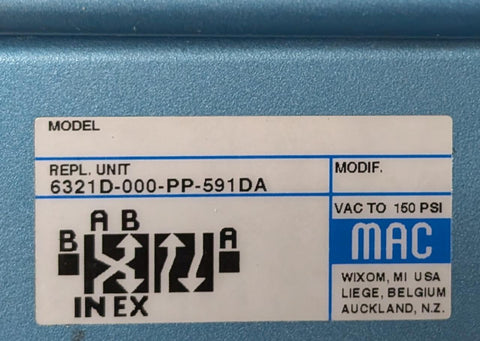 MODEL
REPL. UNIT
6321D-000-PP-591DA
MODIF.
VAC TO 150 PSI
A B
B A
IN EX
MAC
WIXOM, MI USA
LIEGE, BELGIUM
AUCKLAND, N.Z.